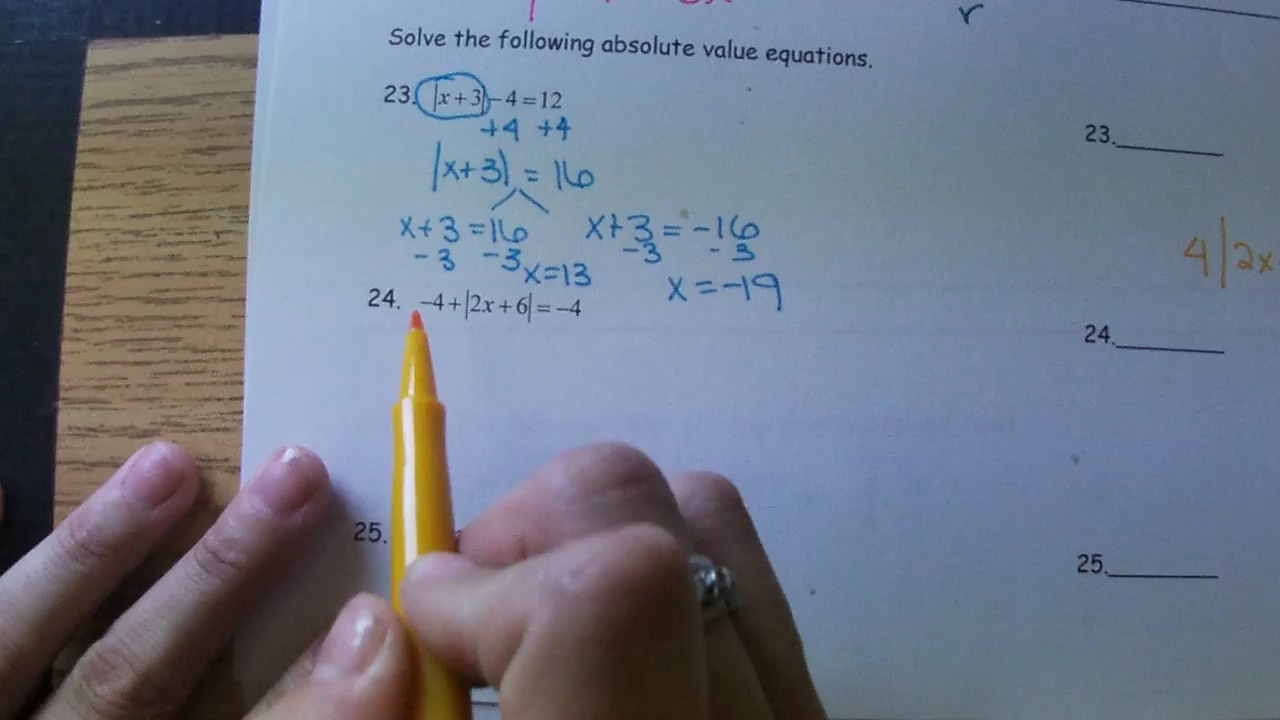 r
Solve the following absolute value equations.
23. |x+3|-4=12
+4 +4
23.
|x+3| = 16
x+3=16 x+3=-16
-3 -3 -3 -3
x=13 x=-19
4|2x
24. -4+|2x+6|=-4
24.
25.
25.